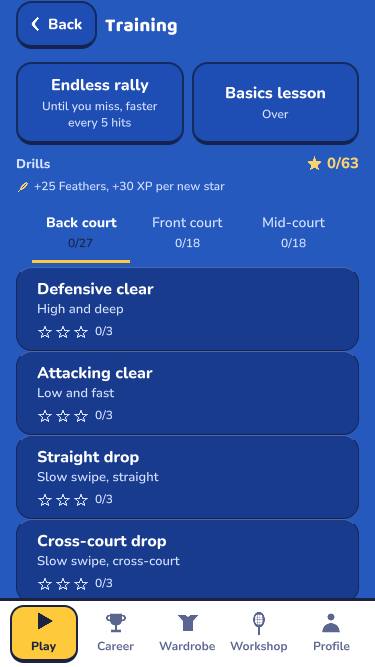 Back
Training
Endless rally
Until you miss, faster
every 5 hits
Basics lesson
Over
Drills
0/63
+25 Feathers, +30 XP per new star
Back court
Front court
Mid-court
0/27
0/18
0/18
Defensive clear
High and deep
0/3
Attacking clear
Low and fast
0/3
Straight drop
Slow swipe, straight
0/3
Cross-court drop
Slow swipe, cross-court
0/3
Play
Career
Wardrobe
Workshop
Profile